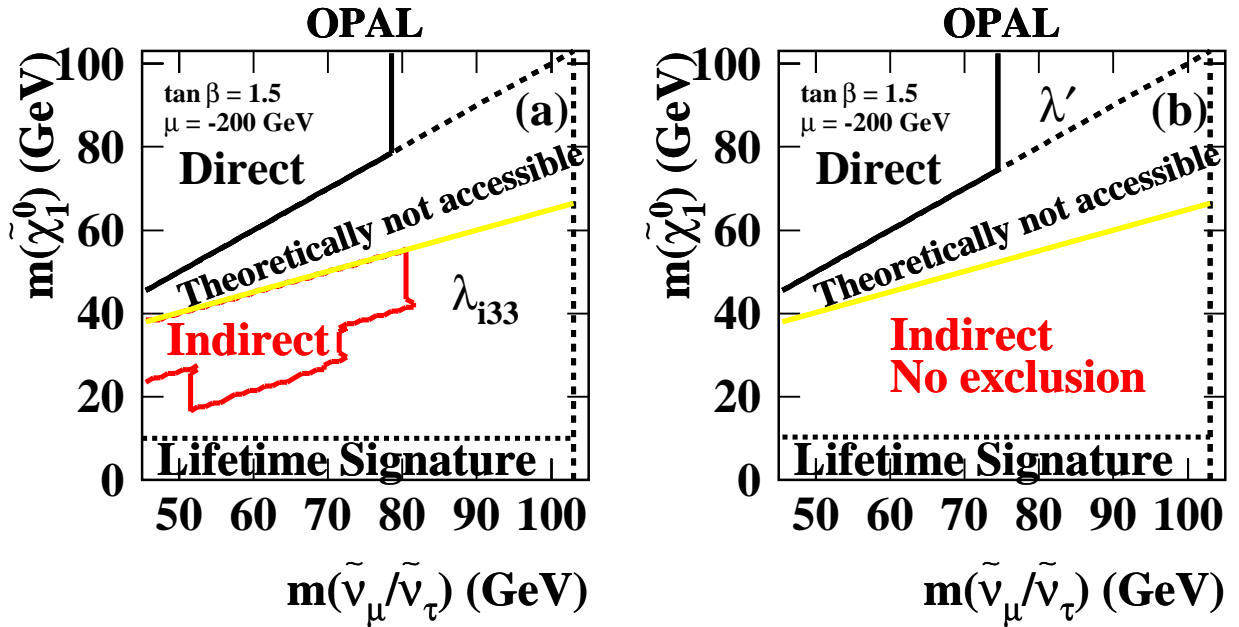 OPAL
m(χ̃₁⁰) (GeV)
100
80
60
40
20
0
tan β = 1.5
μ = -200 GeV
(a)
Direct
Theoretically not accessible
λi33
Indirect
Lifetime Signature
50 60 70 80 90 100
m(ν̃μ/ν̃τ) (GeV)
OPAL
m(χ̃₁⁰) (GeV)
100
80
60
40
20
0
tan β = 1.5
μ = -200 GeV
λ′
(b)
Direct
Theoretically not accessible
Indirect
No exclusion
Lifetime Signature
50 60 70 80 90 100
m(ν̃μ/ν̃τ) (GeV)